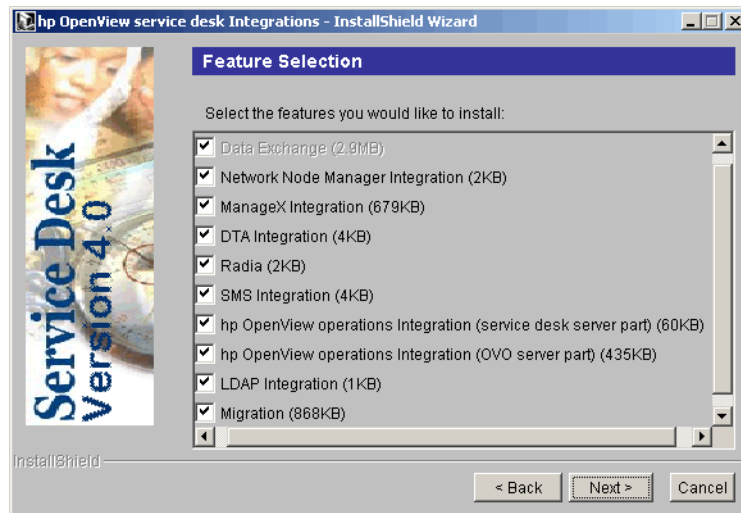 hp OpenView service desk Integrations - InstallShield Wizard
Feature Selection
Select the features you would like to install:
Data Exchange (2.9MB)
Network Node Manager Integration (2KB)
ManageX Integration (679KB)
DTA Integration (4KB)
Radia (2KB)
SMS Integration (4KB)
hp OpenView operations Integration (service desk server part) (60KB)
hp OpenView operations Integration (OVO server part) (435KB)
LDAP Integration (1KB)
Migration (868KB)
Service Desk
Version 4.0
InstallShield
< Back
Next >
Cancel